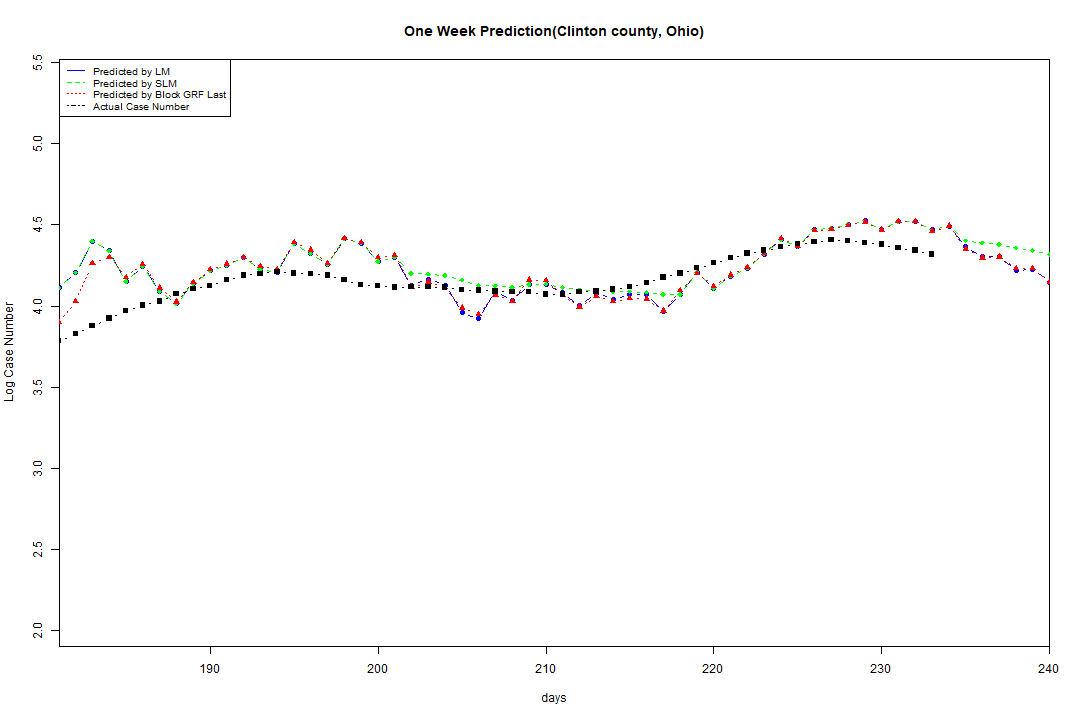 One Week Prediction(Clinton county, Ohio)
Predicted by LM
Predicted by SLM
Predicted by Block GRF Last
Actual Case Number
Log Case Number
5.5
5.0
4.5
4.0
3.5
3.0
2.5
2.0
190 200 210 220 230 240
days